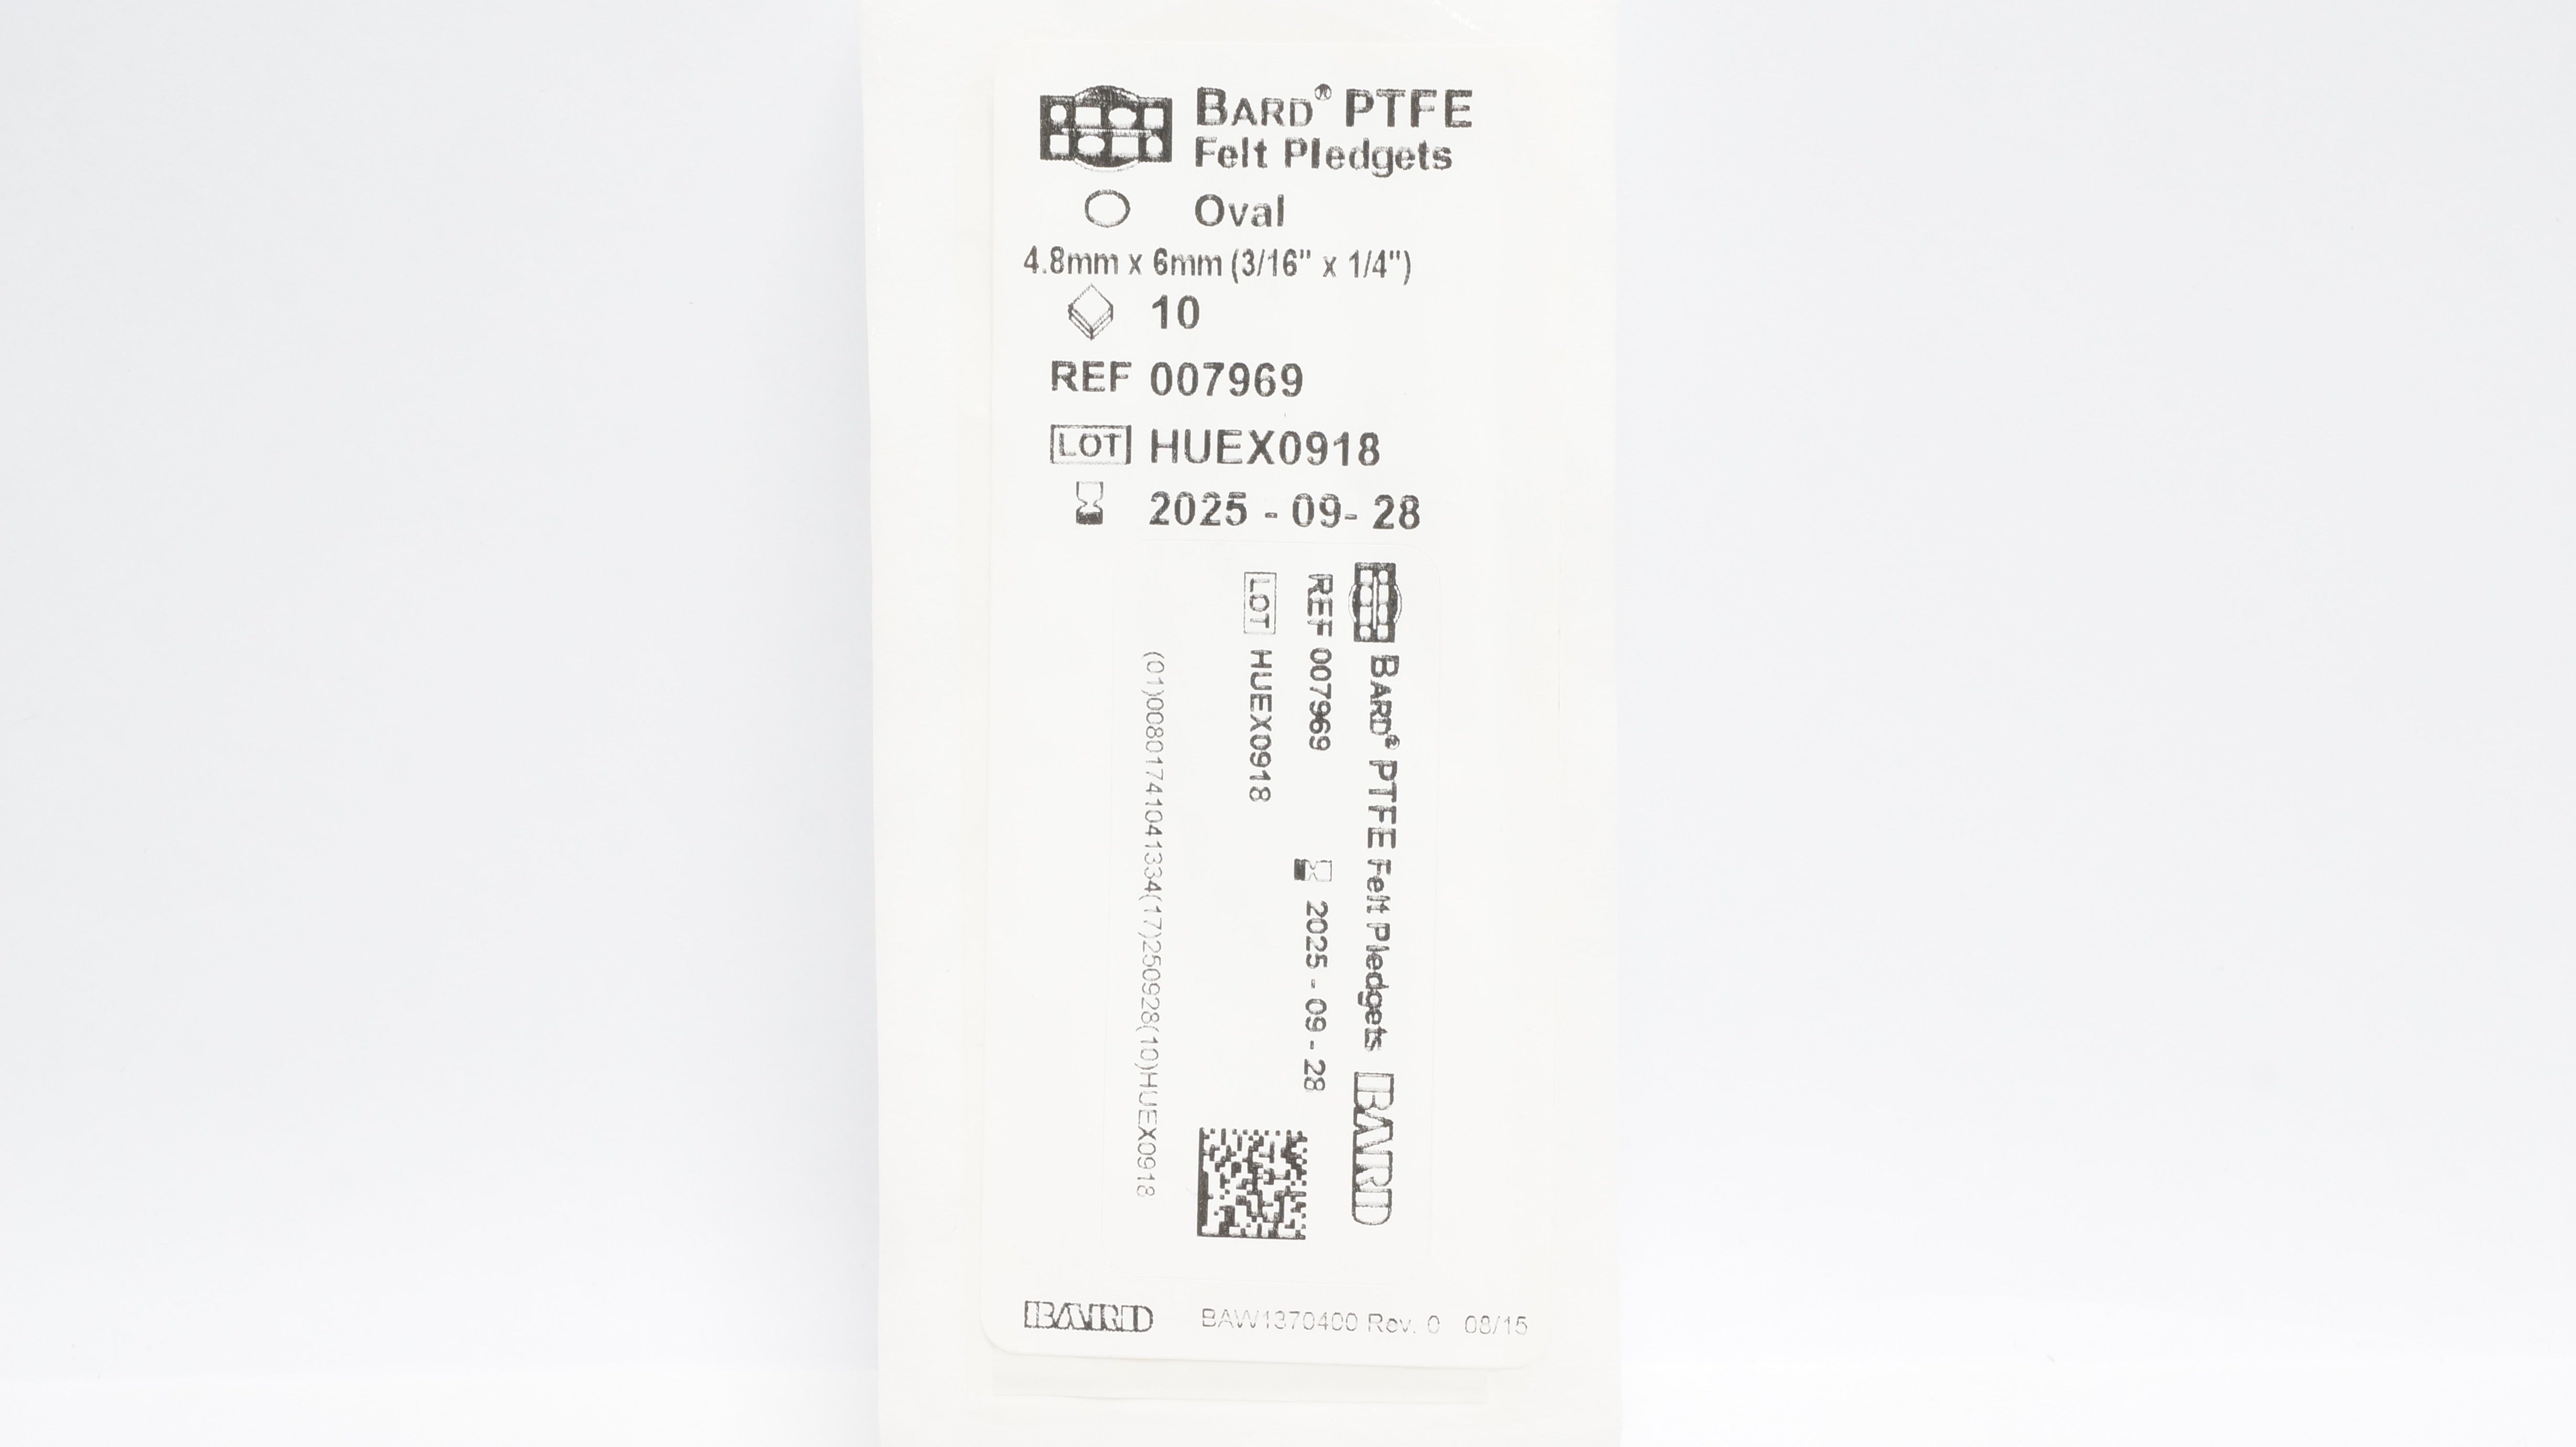 BARD® PTFE
Felt Pledgets
Oval
4.8mm x 6mm (3/16" x 1/4")
10
REF 007969
LOT HUEX0918
2025 - 09- 28
BARD® PTFE Felt Pledgets BARD
REF 007969 2025 - 09 - 28
LOT HUEX0918
(01)00801741041334(17)250928(10)HUEX0918
BARD BAW1370400 Rev. 0 08/15